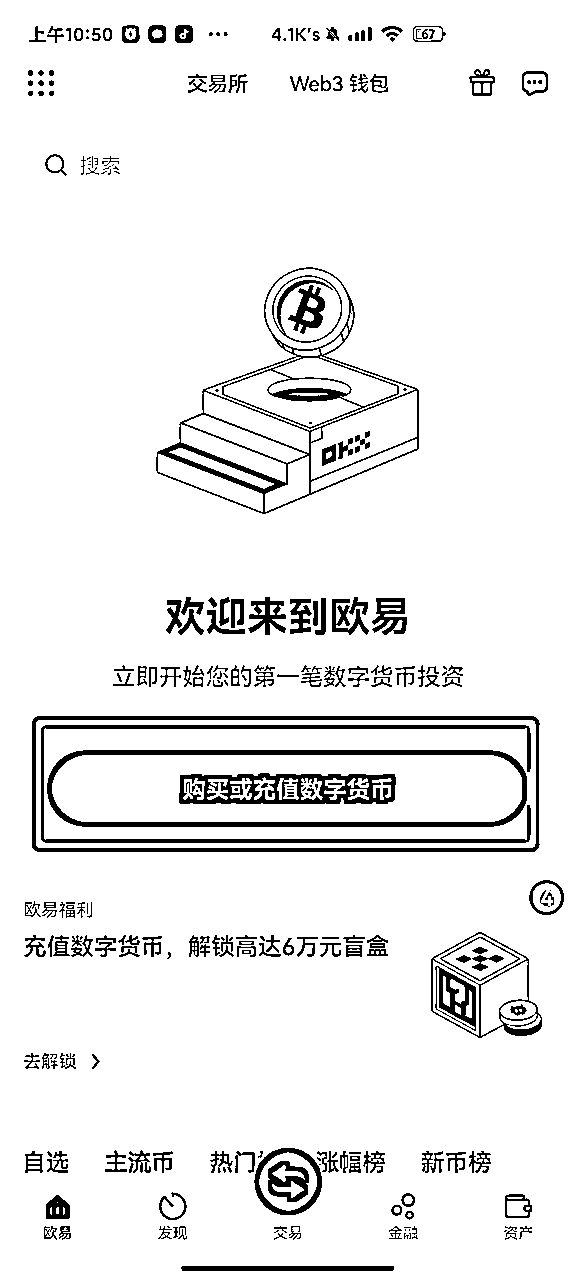 上午10:50 4.1K's 67
交易所 Web3 钱包
搜索
OKX
欢迎来到欧易
立即开始您的第一笔数字货币投资
购买或充值数字货币
欧易福利
充值数字货币，解锁高达6万元盲盒
去解锁
自选 主流币 热门 涨幅榜 新币榜
欧易 发现 交易 金融 资产